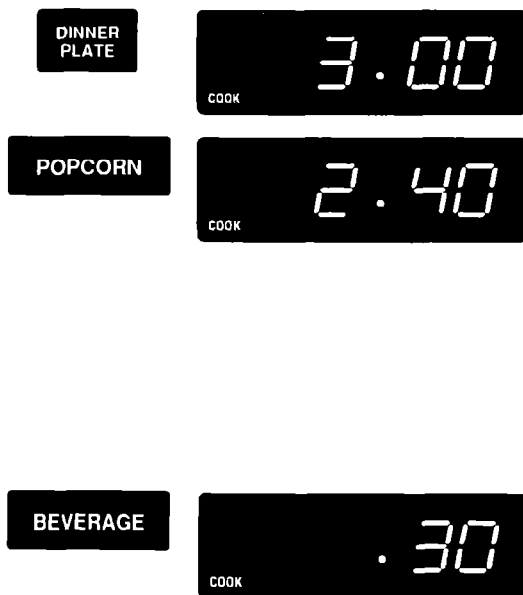 DINNER
PLATE
3.00
COOK
POPCORN
2.40
COOK
BEVERAGE
.30
COOK